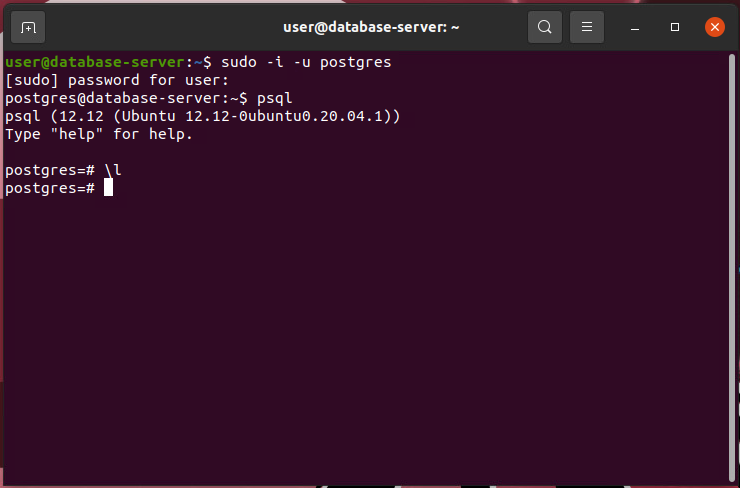 user@database-server: ~
user@database-server:~$ sudo -i -u postgres
[sudo] password for user:
postgres@database-server:~$ psql
psql (12.12 (Ubuntu 12.12-0ubuntu0.20.04.1))
Type "help" for help.
postgres=# \l
postgres=#